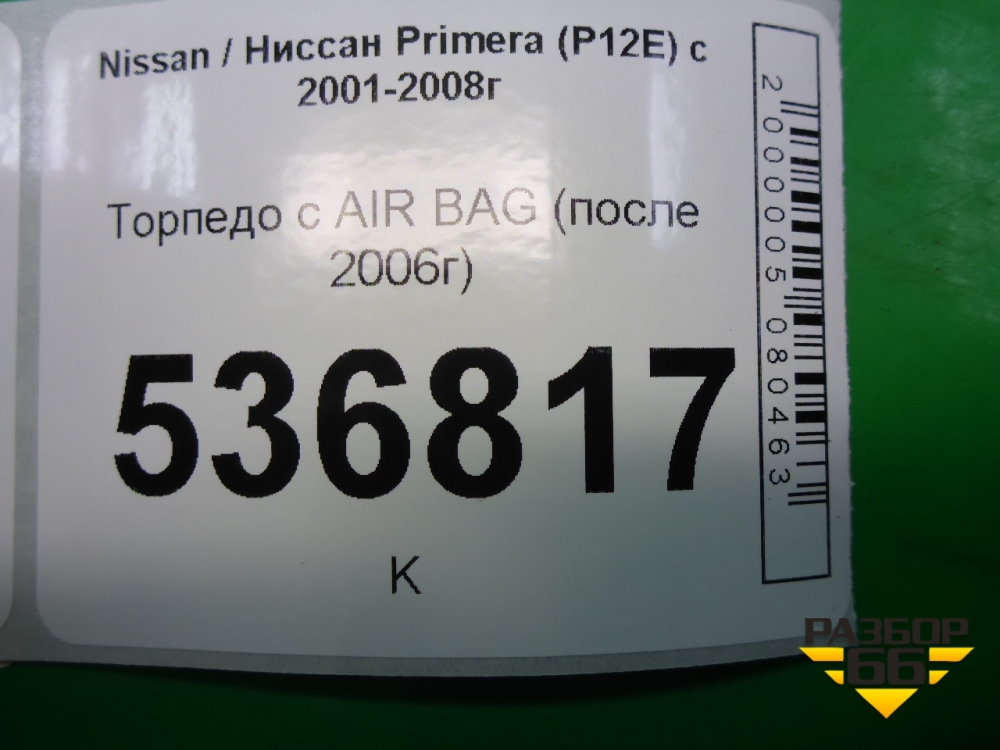 Nissan / Ниссан Primera (P12E) с
2001-2008г
Торпедо с AIR BAG (после
2006г)
536817
К
2000005080463
РАЗБОР
66